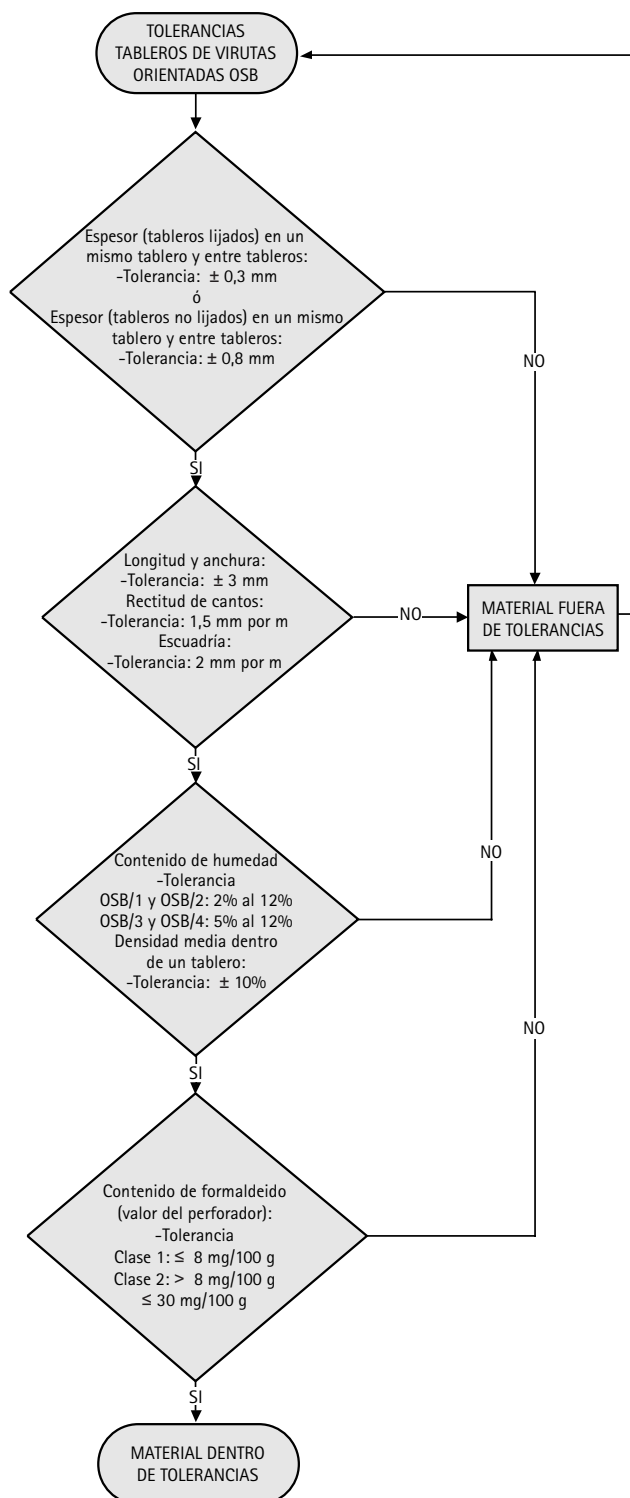 TOLERANCIAS
TABLEROS DE VIRUTAS
ORIENTADAS OSB
Espesor (tableros lijados) en un
mismo tablero y entre tableros:
-Tolerancia: ± 0,3 mm
ó
Espesor (tableros no lijados) en un mismo
tablero y entre tableros:
-Tolerancia: ± 0,8 mm
NO
SI
Longitud y anchura:
-Tolerancia: ± 3 mm
Rectitud de cantos:
-Tolerancia: 1,5 mm por m
Escuadría:
-Tolerancia: 2 mm por m
NO
MATERIAL FUERA
DE TOLERANCIAS
SI
Contenido de humedad
-Tolerancia
OSB/1 y OSB/2: 2% al 12%
OSB/3 y OSB/4: 5% al 12%
Densidad media dentro
de un tablero:
-Tolerancia: ± 10%
NO
NO
SI
Contenido de formaldeido
(valor del perforador):
-Tolerancia
Clase 1: ≤ 8 mg/100 g
Clase 2: > 8 mg/100 g
≤ 30 mg/100 g
SI
MATERIAL DENTRO
DE TOLERANCIAS